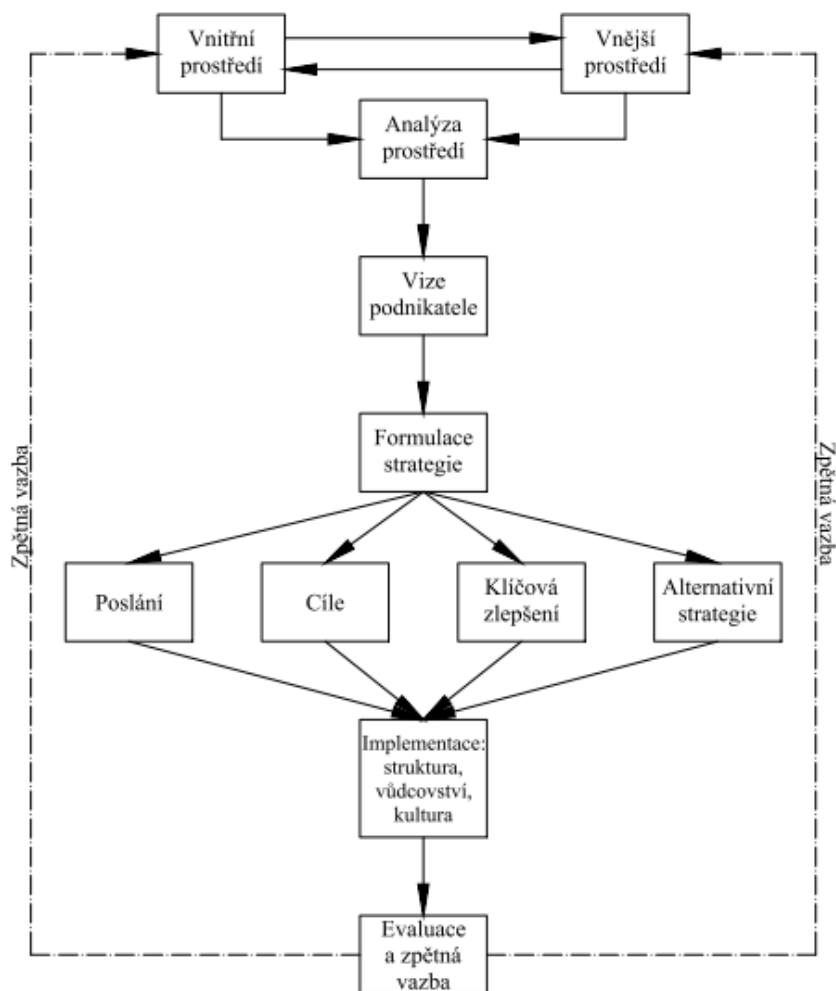 Vnitřní
prostředí
Vnější
prostředí
Analýza
prostředí
Vize
podnikatele
Formulace
strategie
Zpětná vazba
Zpětná vazba
Poslání
Cíle
Klíčová
zlepšení
Alternativní
strategie
Implementace:
struktura,
vůdcovství,
kultura
Evaluace
a zpětná
vazba